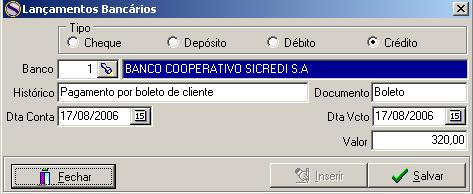 Lançamentos Bancários
Tipo
Cheque Depósito Débito Crédito
Banco 1 BANCO COOPERATIVO SICREDI S.A
Histórico Pagamento por boleto de cliente Documento Boleto
Dta Conta 17/08/2006 15 Dta Vcto 17/08/2006 15
Valor 320,00
Fechar Inserir Salvar